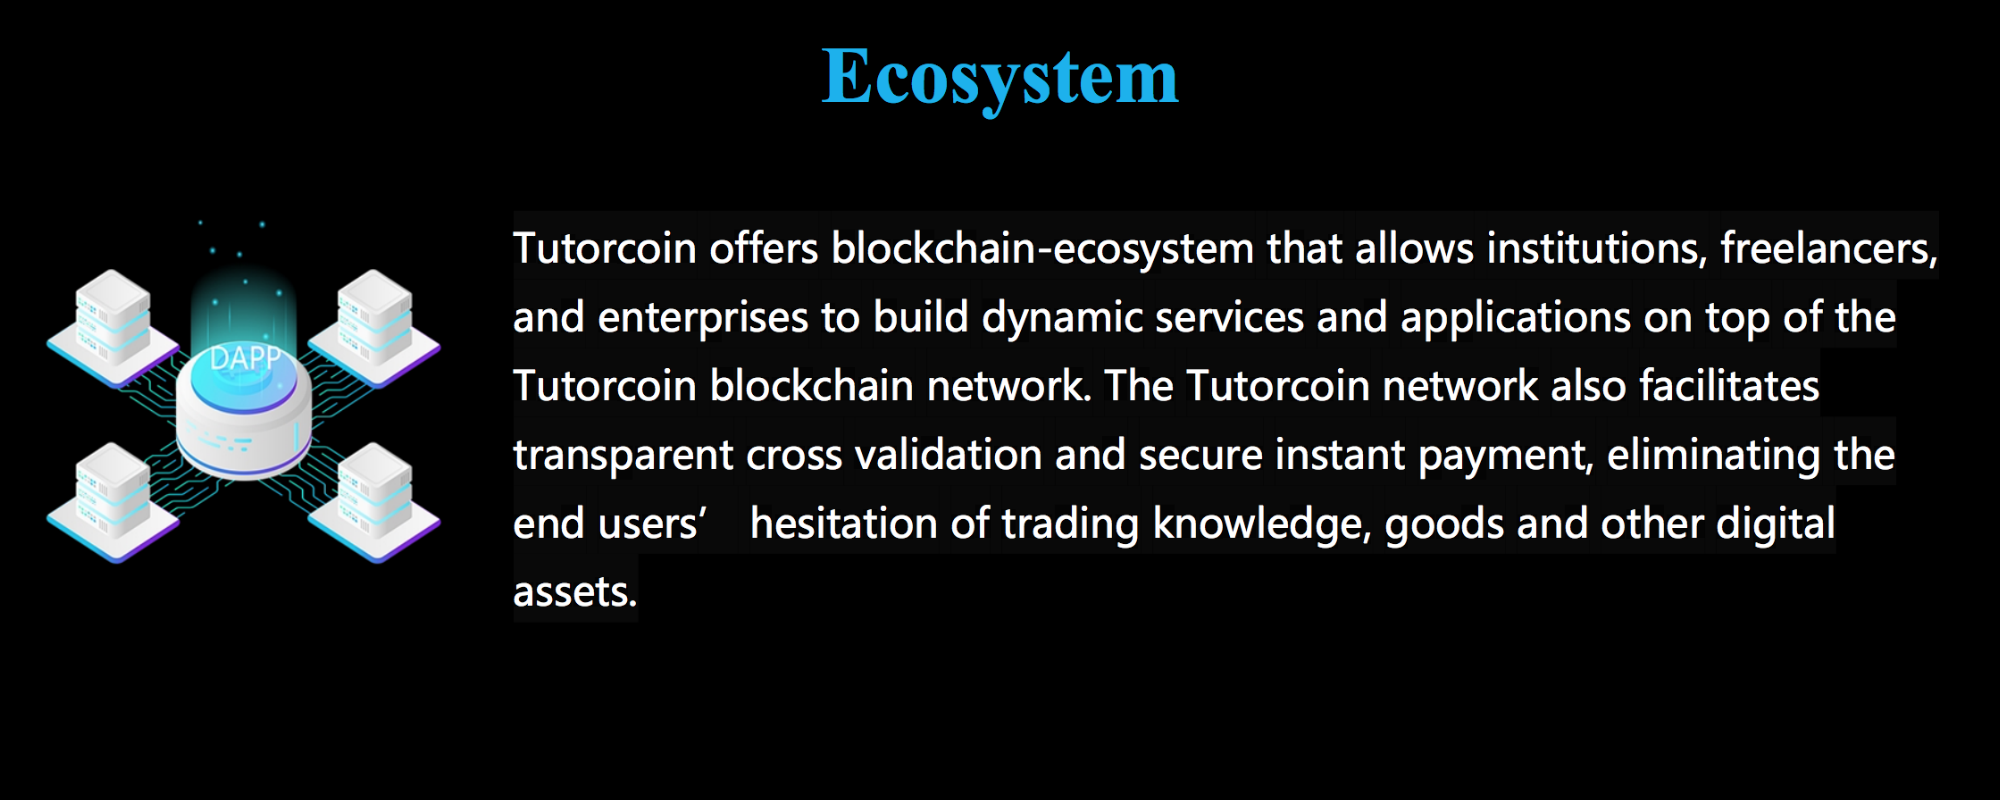 Ecosystem
DAPP
Tutorcoin offers blockchain-ecosystem that allows institutions, freelancers,
and enterprises to build dynamic services and applications on top of the
Tutorcoin blockchain network. The Tutorcoin network also facilitates
transparent cross validation and secure instant payment, eliminating the
end users’ hesitation of trading knowledge, goods and other digital
assets.